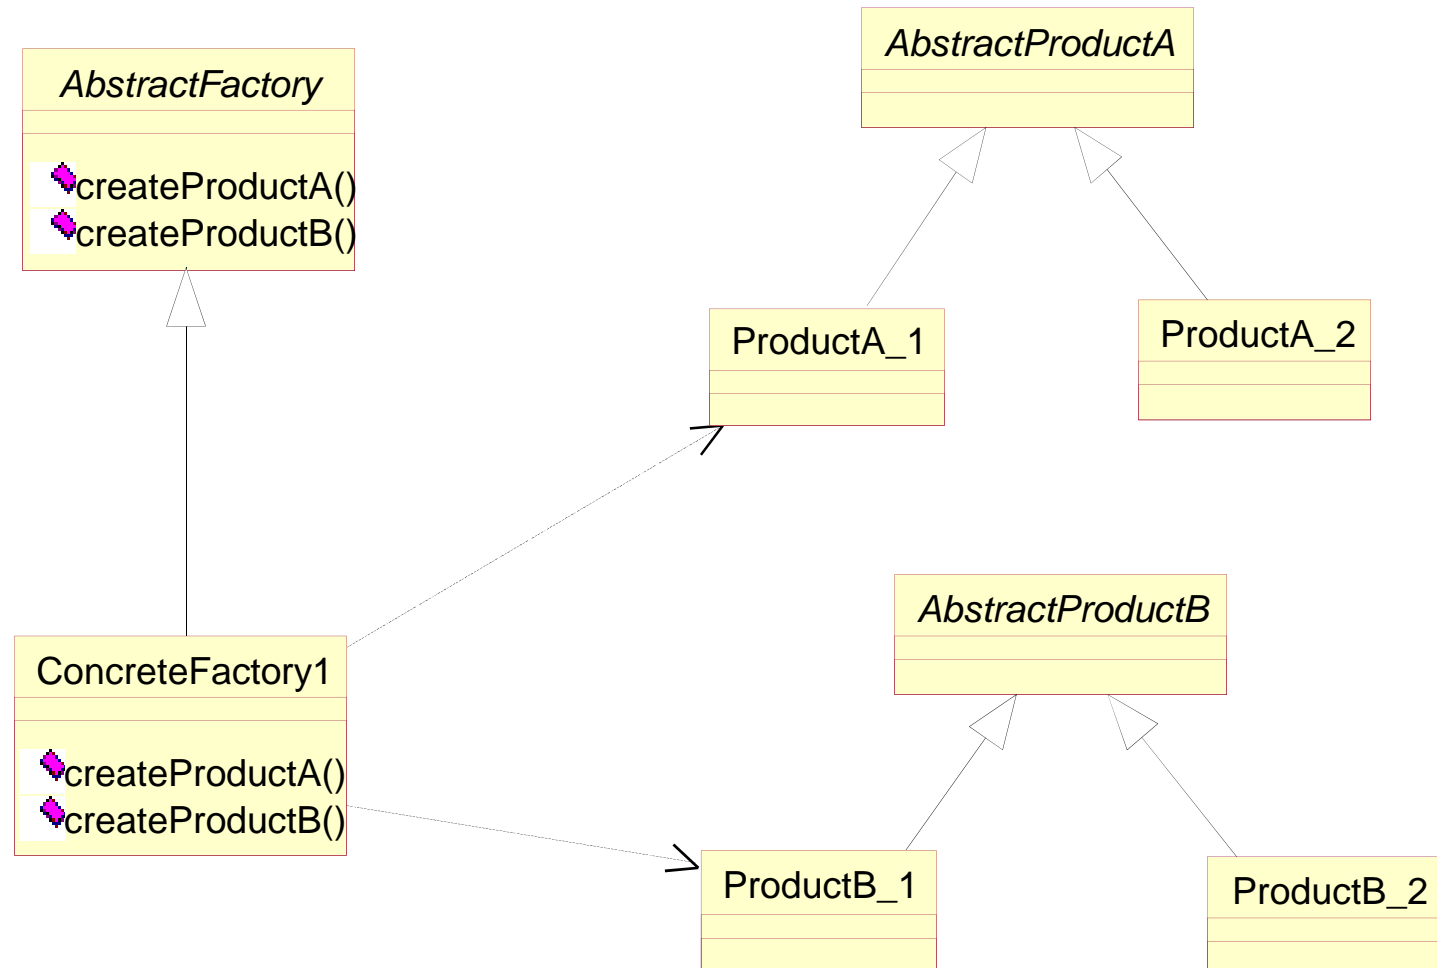 AbstractFactory
createProductA()
createProductB()
AbstractProductA
ProductA_1
ProductA_2
ConcreteFactory1
createProductA()
createProductB()
AbstractProductB
ProductB_1
ProductB_2